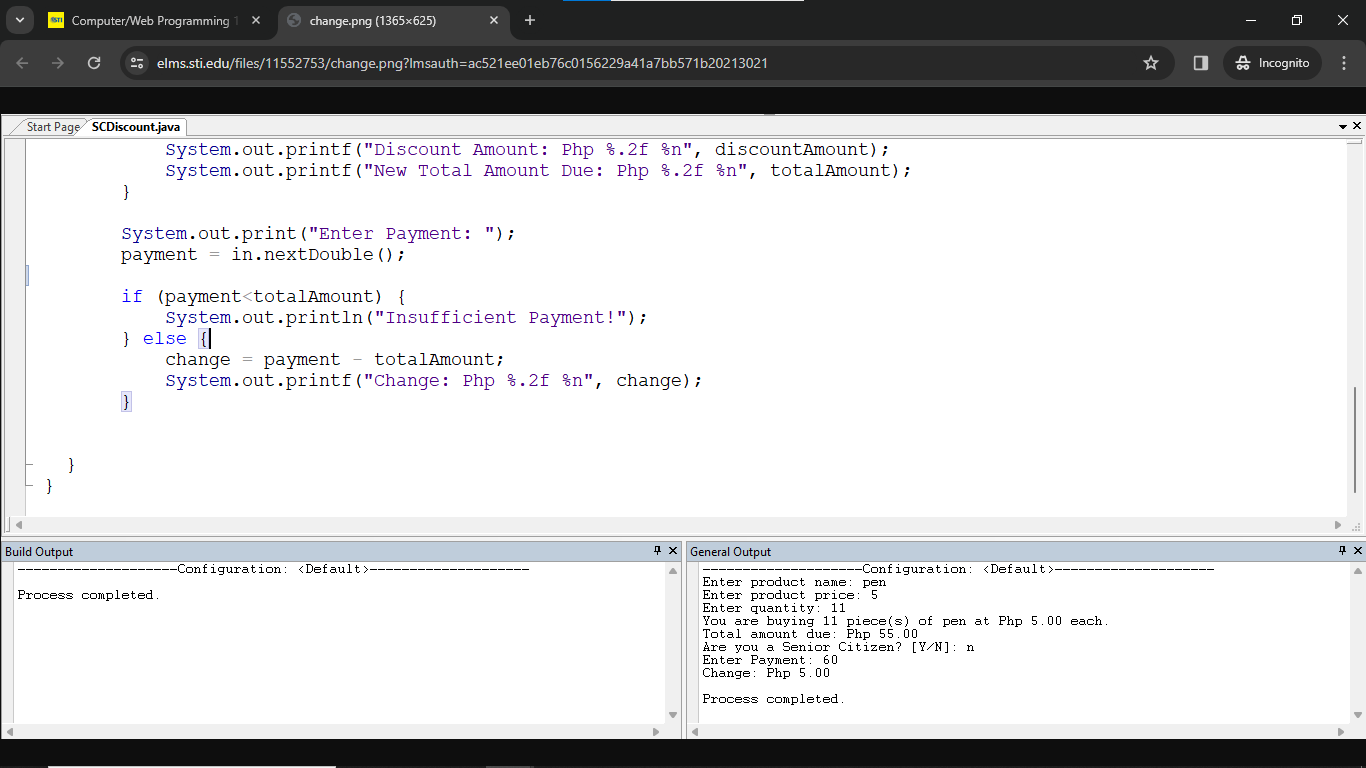 Computer/Web Programming 1
change.png (1365×625)
elms.sti.edu/files/11552753/change.png?lmsauth=ac521ee01eb76c0156229a41a7bb571b20213021
Incognito
Start Page
SCDiscount.java
System.out.printf("Discount Amount: Php %.2f %n", discountAmount);
System.out.printf("New Total Amount Due: Php %.2f %n", totalAmount);
}
System.out.print("Enter Payment: ");
payment = in.nextDouble();
if (payment<totalAmount) {
System.out.println("Insufficient Payment!");
} else {
change = payment - totalAmount;
System.out.printf("Change: Php %.2f %n", change);
}
}
}
Build Output
--------------------Configuration: <Default>--------------------
Process completed.
General Output
--------------------Configuration: <Default>--------------------
Enter product name: pen
Enter product price: 5
Enter quantity: 11
You are buying 11 piece(s) of pen at Php 5.00 each.
Total amount due: Php 55.00
Are you a Senior Citizen? [Y/N]: n
Enter Payment: 60
Change: Php 5.00
Process completed.